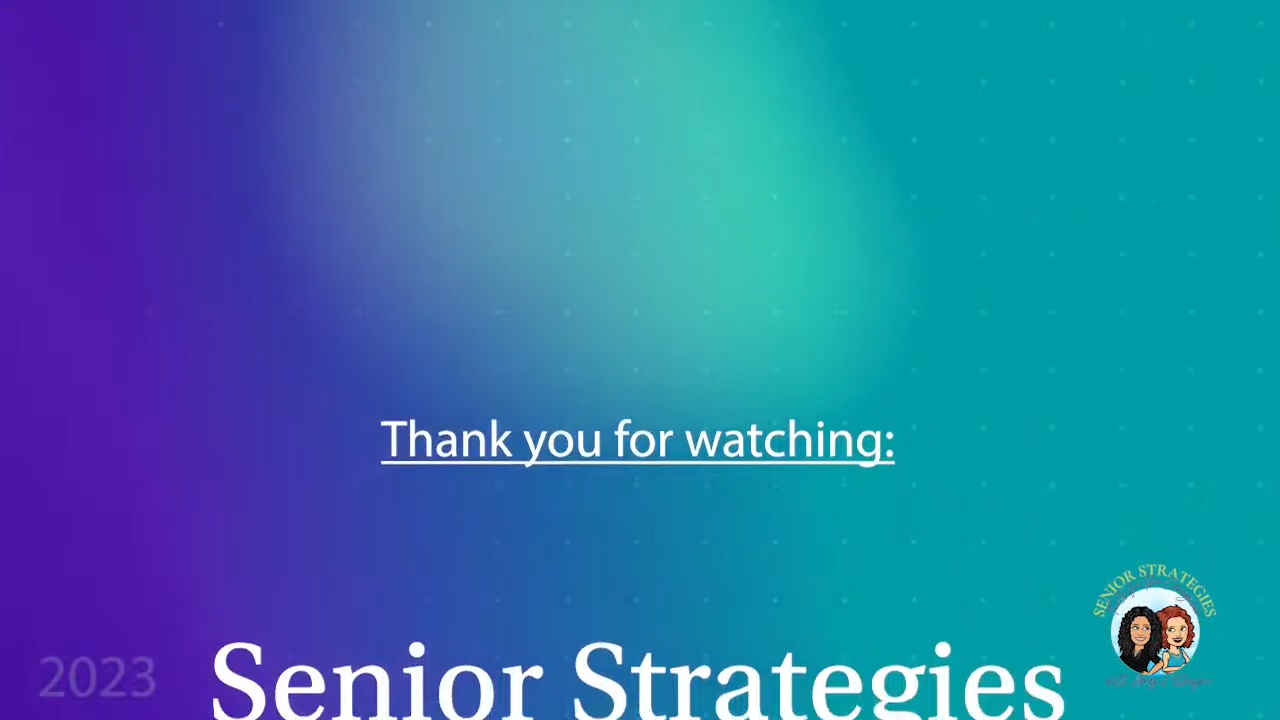 Thank you for watching:
Senior Strategies
2023
SENIOR STRATEGIES